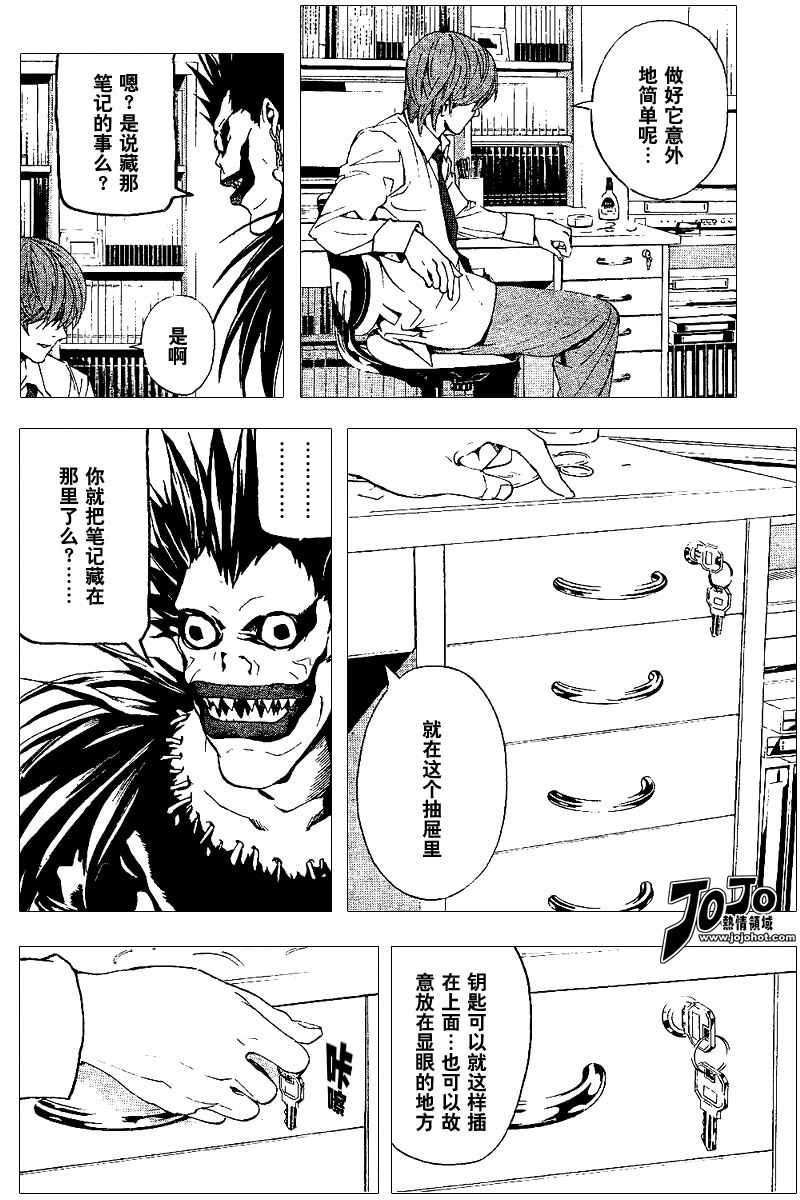 做好它意外
地简单呢…
嗯？是说藏那
笔记的事么？
是啊
就在这个抽屉里
………
………
你就把笔记藏在
那里了么？……
JOJO
熱情領域
www.jojohot.com
钥匙可以就这样插
在上面…也可以故
意放在显眼的地方
咔嚓